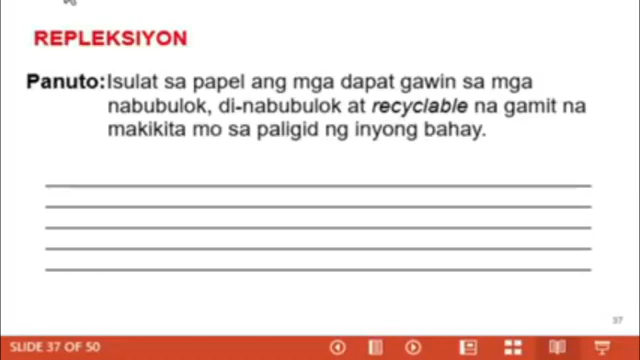 REPLEKSIYON
Panuto:Isulat sa papel ang mga dapat gawin sa mga
nabubulok, di-nabubulok at recyclable na gamit na
makikita mo sa paligid ng inyong bahay.
37
SLIDE 37 OF 50